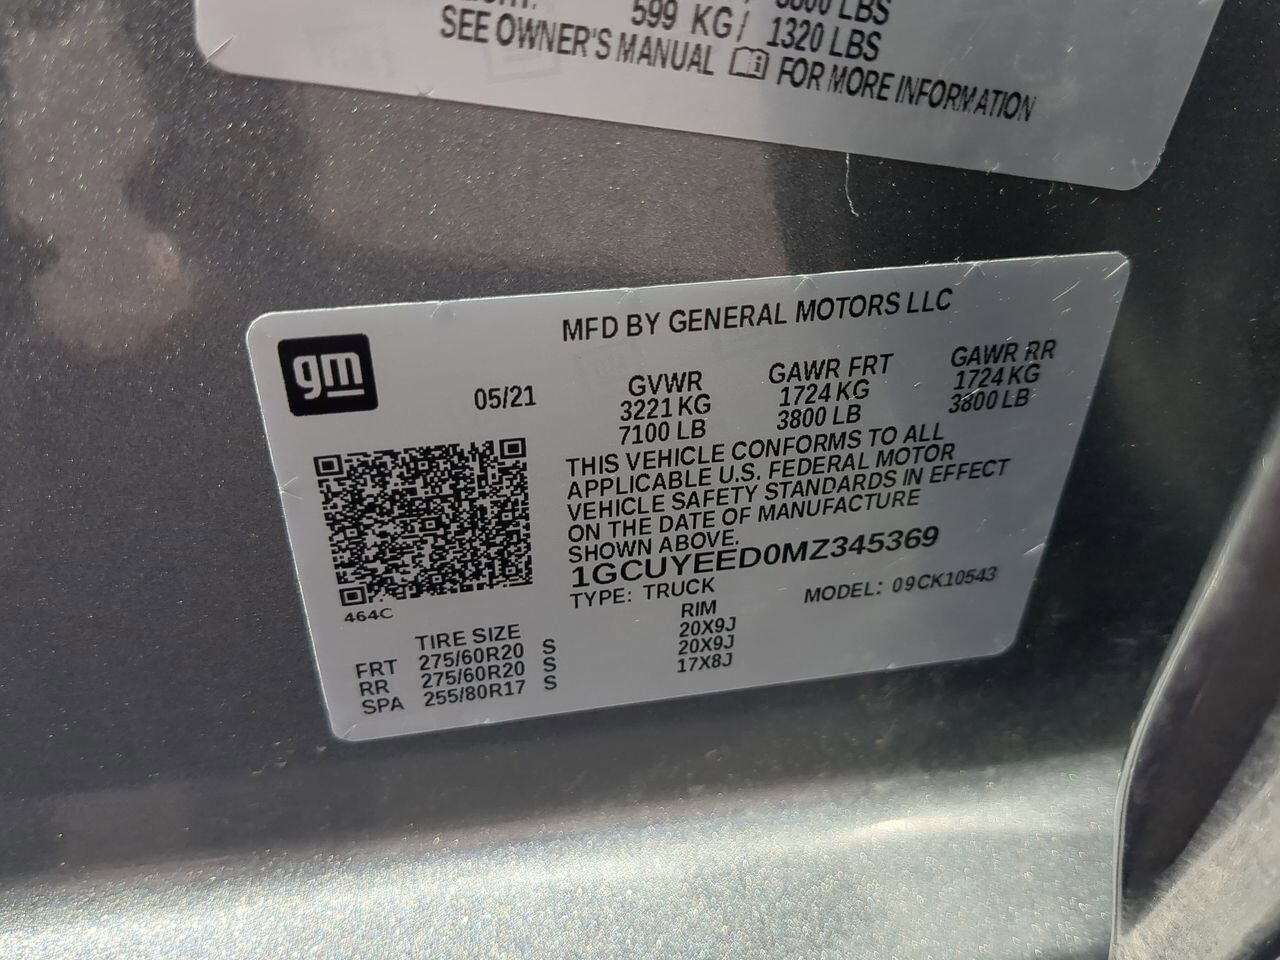 599 KG / 1320 LBS
SEE OWNER'S MANUAL FOR MORE INFORMATION
gm
MFD BY GENERAL MOTORS LLC
05/21 GVWR GAWR FRT GAWR RR
3221 KG 1724 KG 1724 KG
7100 LB 3800 LB 3800 LB
THIS VEHICLE CONFORMS TO ALL
APPLICABLE U.S. FEDERAL MOTOR
VEHICLE SAFETY STANDARDS IN EFFECT
ON THE DATE OF MANUFACTURE
SHOWN ABOVE.
1GCUYEED0MZ345369
464C
TYPE: TRUCK MODEL: 09CK10543
TIRE SIZE RIM
FRT 275/60R20 S 20X9J
RR 275/60R20 S 20X9J
SPA 255/80R17 S 17X8J